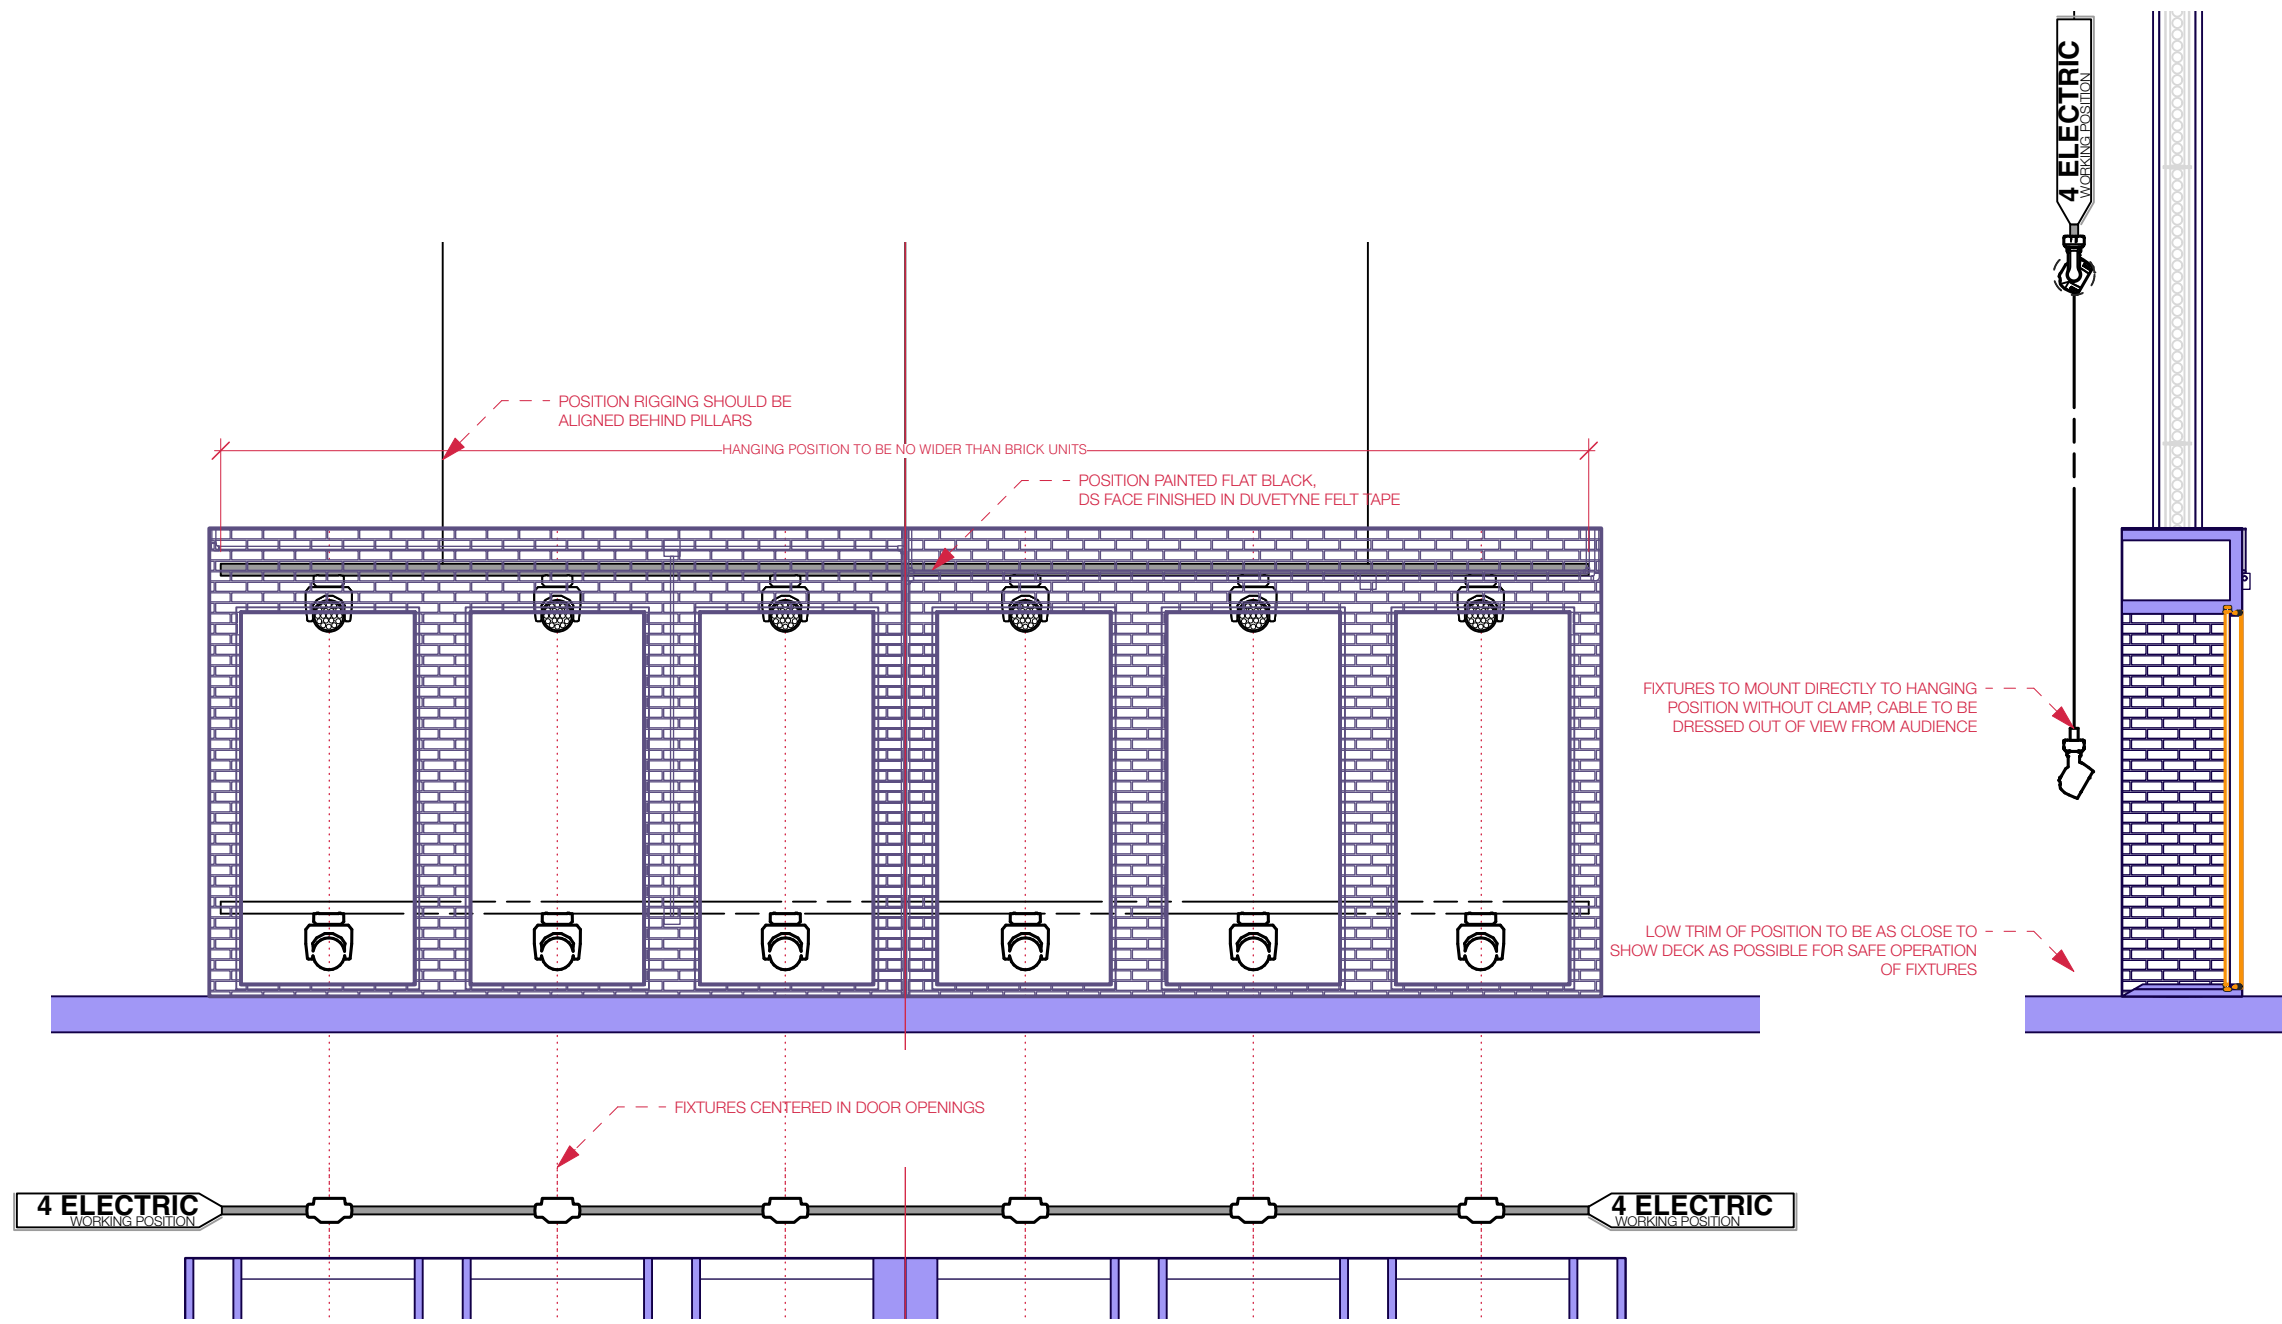 4 ELECTRIC
WORKING POSITION
POSITION RIGGING SHOULD BE
ALIGNED BEHIND PILLARS
HANGING POSITION TO BE NO WIDER THAN BRICK UNITS
POSITION PAINTED FLAT BLACK,
DS FACE FINISHED IN DUVETYNE FELT TAPE
FIXTURES TO MOUNT DIRECTLY TO HANGING
POSITION WITHOUT CLAMP, CABLE TO BE
DRESSED OUT OF VIEW FROM AUDIENCE
LOW TRIM OF POSITION TO BE AS CLOSE TO
SHOW DECK AS POSSIBLE FOR SAFE OPERATION
OF FIXTURES
FIXTURES CENTERED IN DOOR OPENINGS
4 ELECTRIC
WORKING POSITION
4 ELECTRIC
WORKING POSITION